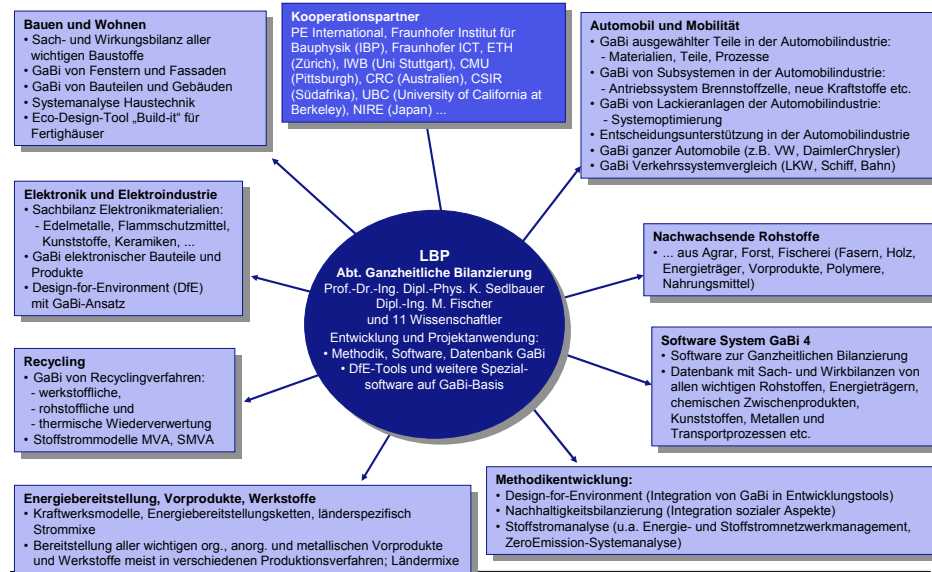 Bauen und Wohnen
• Sach- und Wirkungsbilanz aller
wichtigen Baustoffe
• GaBi von Fenstern und Fassaden
• GaBi von Bauteilen und Gebäuden
• Systemanalyse Haustechnik
• Eco-Design-Tool „Build-it“ für
Fertighäuser
Kooperationspartner
PE International, Fraunhofer Institut für
Bauphysik (IBP), Fraunhofer ICT, ETH
(Zürich), IWB (Uni Stuttgart), CMU
(Pittsburgh), CRC (Australien), CSIR
(Südafrika), UBC (University of California at
Berkeley), NIRE (Japan) ...
Automobil und Mobilität
• GaBi ausgewählter Teile in der Automobilindustrie:
- Materialien, Teile, Prozesse
• GaBi von Subsystemen in der Automobilindustrie:
- Antriebssystem Brennstoffzelle, neue Kraftstoffe etc.
• GaBi von Lackieranlagen der Automobilindustrie:
- Systemoptimierung
• Entscheidungsunterstützung in der Automobilindustrie
• GaBi ganzer Automobile (z.B. VW, DaimlerChrysler)
• GaBi Verkehrssystemvergleich (LKW, Schiff, Bahn)
Elektronik und Elektroindustrie
• Sachbilanz Elektronikmaterialien:
- Edelmetalle, Flammschutzmittel,
Kunststoffe, Keramiken, ...
• GaBi elektronischer Bauteile und
Produkte
• Design-for-Environment (DfE)
mit GaBi-Ansatz
LBP
Abt. Ganzheitliche Bilanzierung
Prof.-Dr.-Ing. Dipl.-Phys. K. Sedlbauer
Dipl.-Ing. M. Fischer
und 11 Wissenschaftler
Entwicklung und Projektanwendung:
• Methodik, Software, Datenbank GaBi
• DfE-Tools und weitere Spezial-
software auf GaBi-Basis
Nachwachsende Rohstoffe
• ... aus Agrar, Forst, Fischerei (Fasern, Holz,
Energieträger, Vorprodukte, Polymere,
Nahrungsmittel)
Software System GaBi 4
• Software zur Ganzheitlichen Bilanzierung
• Datenbank mit Sach- und Wirkbilanzen von
allen wichtigen Rohstoffen, Energieträgern,
chemischen Zwischenprodukten,
Kunststoffen, Metallen und
Transportprozessen etc.
Recycling
• GaBi von Recyclingverfahren:
- werkstoffliche,
- rohstoffliche und
- thermische Wiederverwertung
• Stoffstrommodelle MVA, SMVA
Energiebereitstellung, Vorprodukte, Werkstoffe
• Kraftwerksmodelle, Energiebereitstellungsketten, länderspezifisch
Strommixe
• Bereitstellung aller wichtigen org., anorg. und metallischen Vorprodukte
und Werkstoffe meist in verschiedenen Produktionsverfahren; Ländermixe
Methodikentwicklung:
• Design-for-Environment (Integration von GaBi in Entwicklungstools)
• Nachhaltigkeitsbilanzierung (Integration sozialer Aspekte)
• Stoffstromanalyse (u.a. Energie- und Stoffstromnetzwerkmanagement,
ZeroEmission-Systemanalyse)